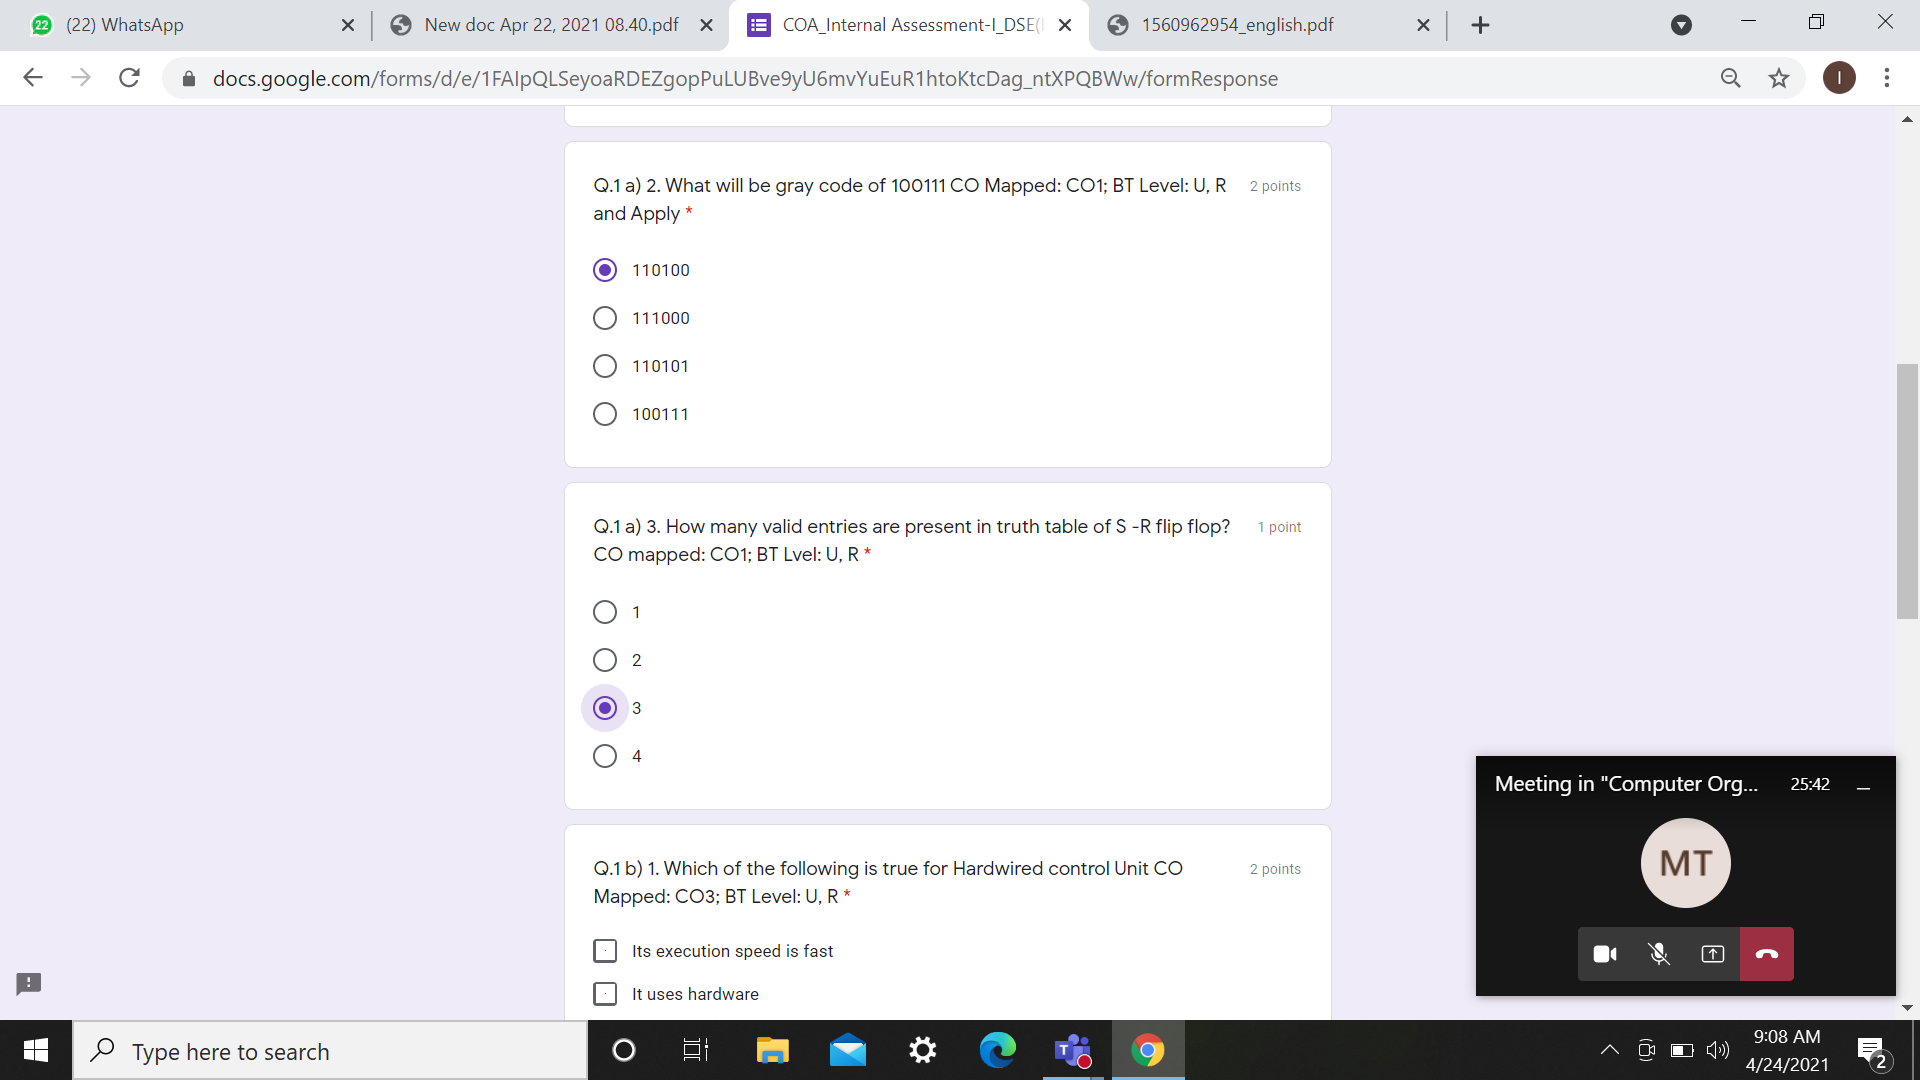 22
(22) WhatsApp
New doc Apr 22, 2021 08.40.pdf
COA_Internal Assessment-I_DSE(
1560962954_english.pdf
docs.google.com/forms/d/e/1FAIpQLSeyoaRDEZgopPuLUBve9yU6mvYuEuR1htoKtcDag_ntXPQBWw/formResponse
I
Q.1 a) 2. What will be gray code of 100111 CO Mapped: CO1; BT Level: U, R
and Apply *
2 points
110100
111000
110101
100111
Q.1 a) 3. How many valid entries are present in truth table of S -R flip flop?
CO mapped: CO1; BT Lvel: U, R *
1 point
1
2
3
4
Q.1 b) 1. Which of the following is true for Hardwired control Unit CO
Mapped: CO3; BT Level: U, R *
2 points
Its execution speed is fast
It uses hardware
Meeting in "Computer Org...
25:42
MT
Type here to search
T
9:08 AM
4/24/2021
2